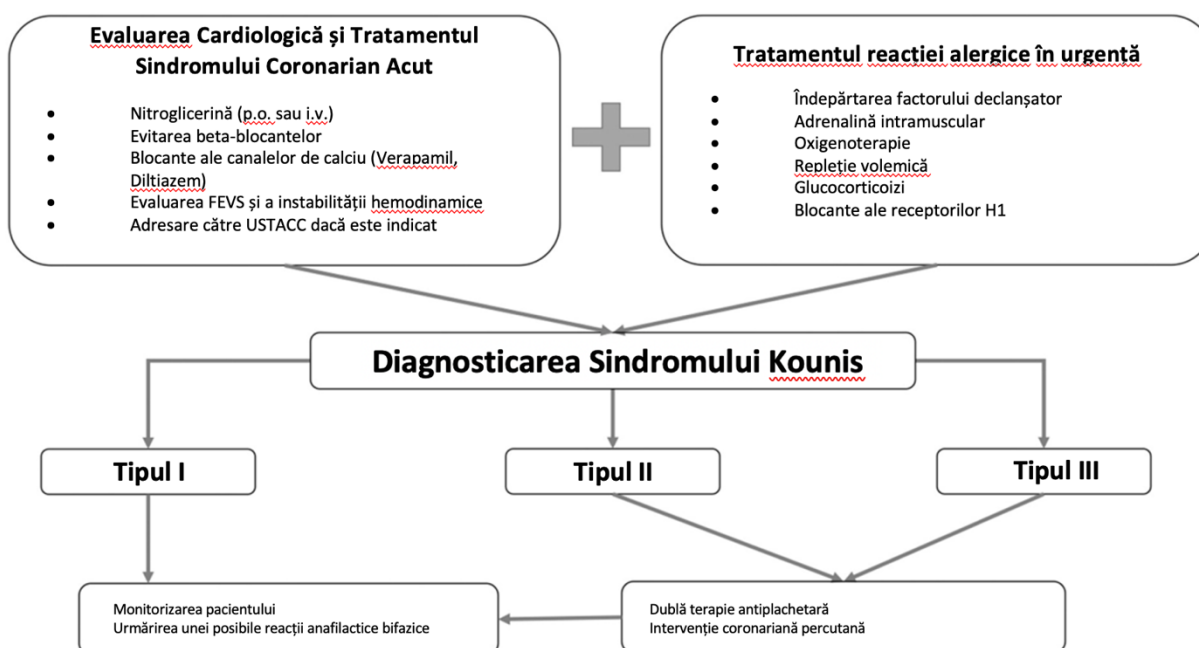 Evaluarea Cardiologică și Tratamentul
Sindromului Coronarian Acut
• Nitroglicerină (p.o. sau i.v.)
• Evitarea beta-blocantelor
• Blocante ale canalelor de calciu (Verapamil,
Diltiazem)
• Evaluarea FEVS și a instabilității hemodinamice
• Adresare către USTACC dacă este indicat
Tratamentul reactiei alergice în urgență
• Îndepărtarea factorului declanșator
• Adrenalină intramuscular
• Oxigenoterapie
• Repleție volemică
• Glucocorticoizi
• Blocante ale receptorilor H1
Diagnosticarea Sindromului Kounis
Tipul I
Tipul II
Tipul III
Monitorizarea pacientului
Urmărirea unei posibile reacții anafilactice bifazice
Dublă terapie antiplachetară
Intervenție coronariană percutană